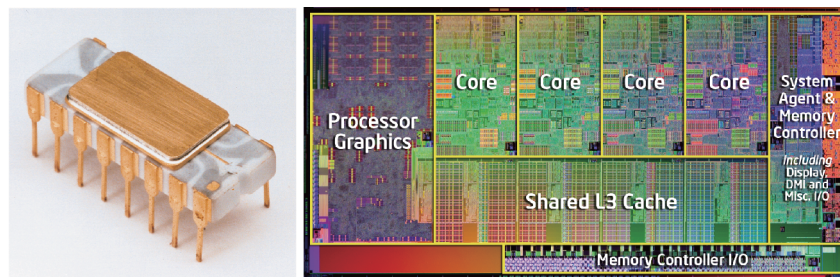 Processor
Graphics
Core
Core
Core
Core
System
Agent &
Memory
Controller
Including
Display,
DMI and
Misc. I/O
Shared L3 Cache
Memory Controller I/O